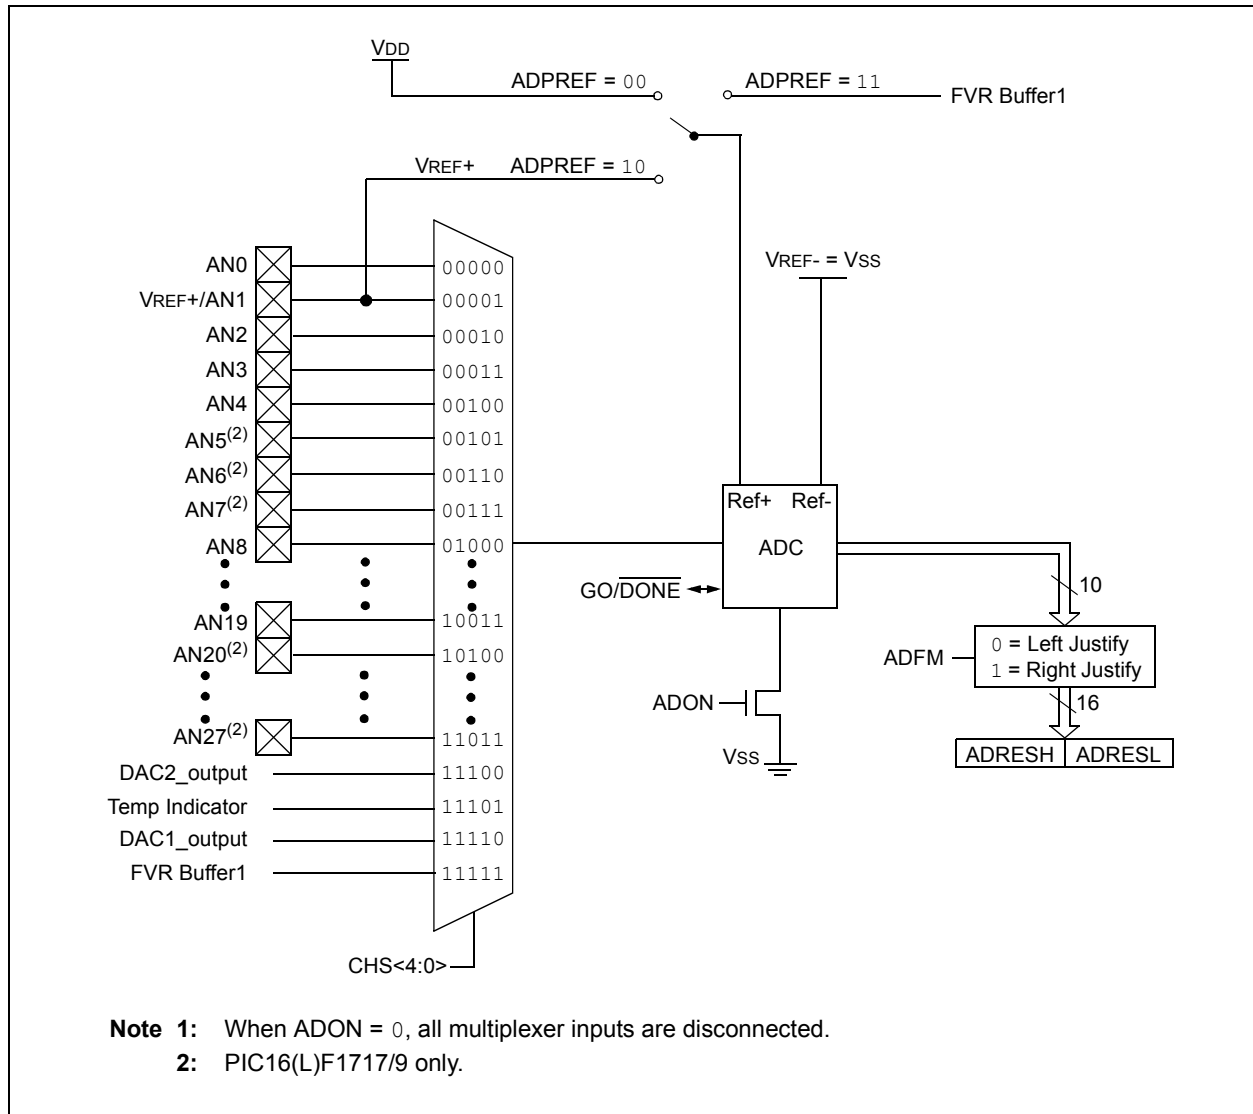 VDD
ADPREF = 00
ADPREF = 11
FVR Buffer1
VREF+ ADPREF = 10
AN0 00000
VREF+/AN1 00001
VREF- = VSS
AN2 00010
AN3 00011
AN4 00100
AN5(2) 00101
AN6(2) 00110
AN7(2) 00111
AN8 01000
Ref+ Ref-
ADC
GO/DONE
10
AN19 10011
AN20(2) 10100
ADFM
0 = Left Justify
1 = Right Justify
16
ADON
AN27(2) 11011
VSS
ADRESH ADRESL
DAC2_output 11100
Temp Indicator 11101
DAC1_output 11110
FVR Buffer1 11111
CHS<4:0>
Note 1: When ADON = 0, all multiplexer inputs are disconnected.
2: PIC16(L)F1717/9 only.